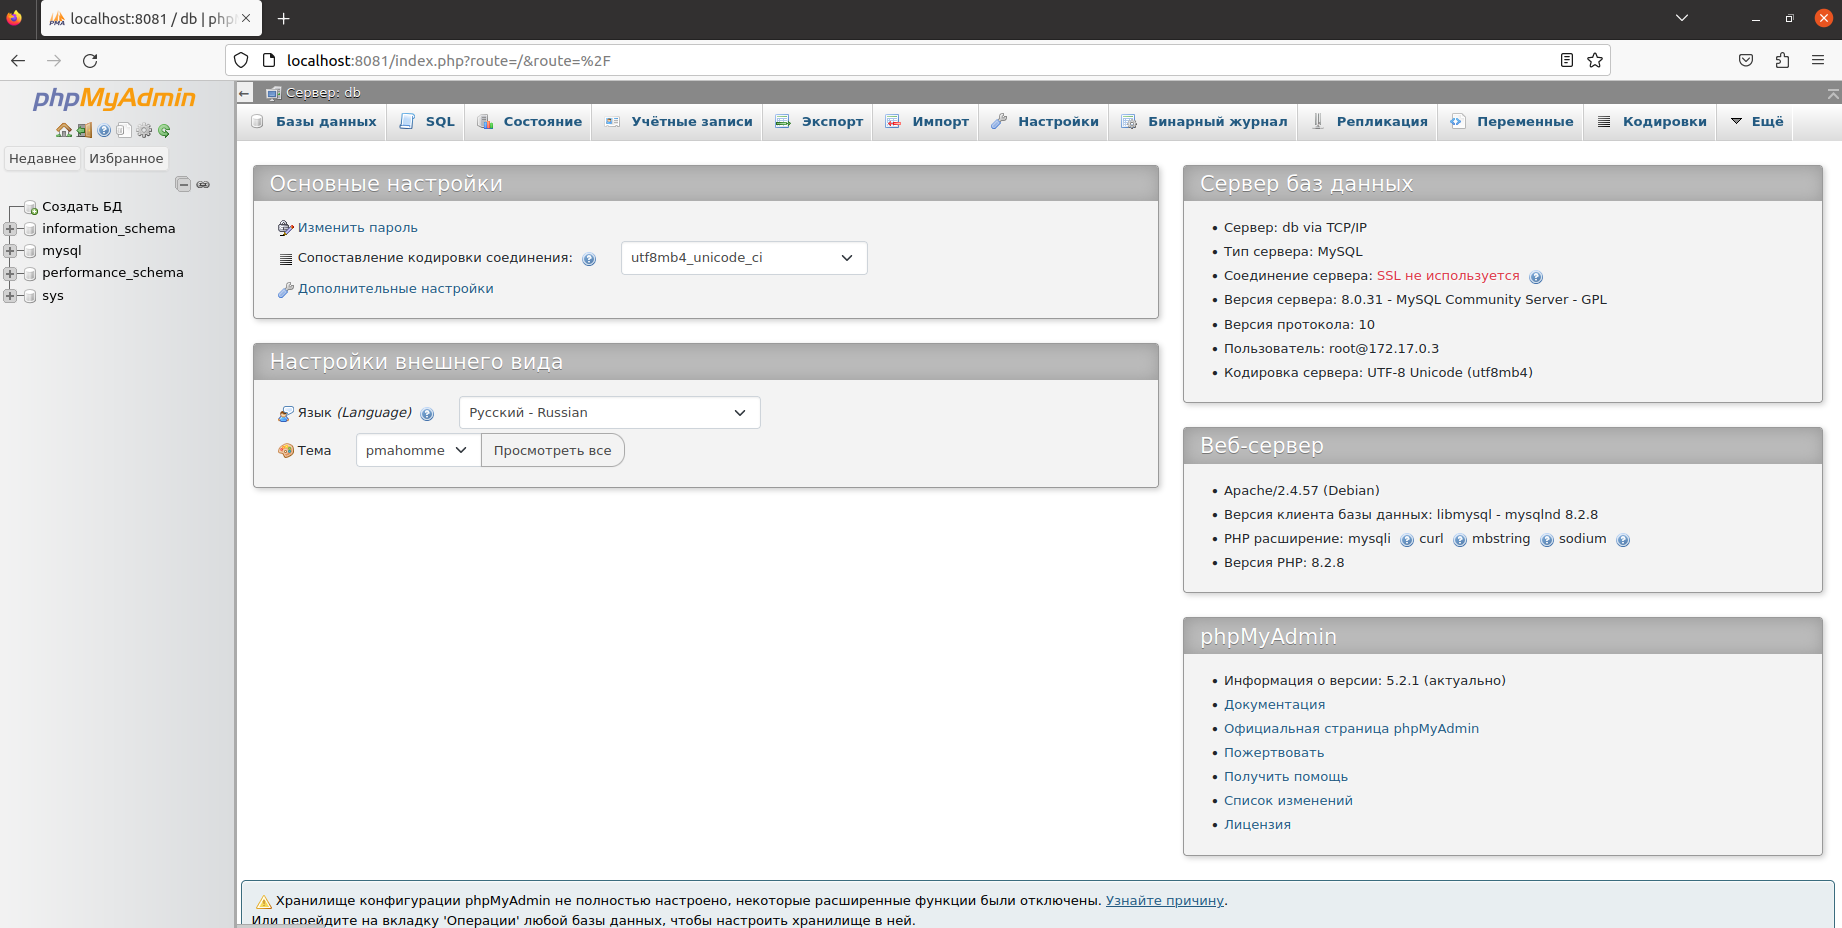 localhost:8081 / db | php
localhost:8081/index.php?route=/&route=%2F
phpMyAdmin
Недавнее Избранное
Создать БД
information_schema
mysql
performance_schema
sys
Сервер: db
Базы данных SQL Состояние Учётные записи Экспорт Импорт Настройки Бинарный журнал Репликация Переменные Кодировки Ещё
Основные настройки
Изменить пароль
Сопоставление кодировки соединения: utf8mb4_unicode_ci
Дополнительные настройки
Настройки внешнего вида
Язык (Language) Русский - Russian
Тема pmahomme Просмотреть все
Сервер баз данных
• Сервер: db via TCP/IP
• Тип сервера: MySQL
• Соединение сервера: SSL не используется
• Версия сервера: 8.0.31 - MySQL Community Server - GPL
• Версия протокола: 10
• Пользователь: root@172.17.0.3
• Кодировка сервера: UTF-8 Unicode (utf8mb4)
Веб-сервер
• Apache/2.4.57 (Debian)
• Версия клиента базы данных: libmysql - mysqlnd 8.2.8
• PHP расширение: mysqli curl mbstring sodium
• Версия PHP: 8.2.8
phpMyAdmin
• Информация о версии: 5.2.1 (актуально)
• Документация
• Официальная страница phpMyAdmin
• Пожертвовать
• Получить помощь
• Список изменений
• Лицензия
Хранилище конфигурации phpMyAdmin не полностью настроено, некоторые расширенные функции были отключены. Узнайте причину.
Или перейдите на вкладку 'Операции' любой базы данных, чтобы настроить хранилище в ней.